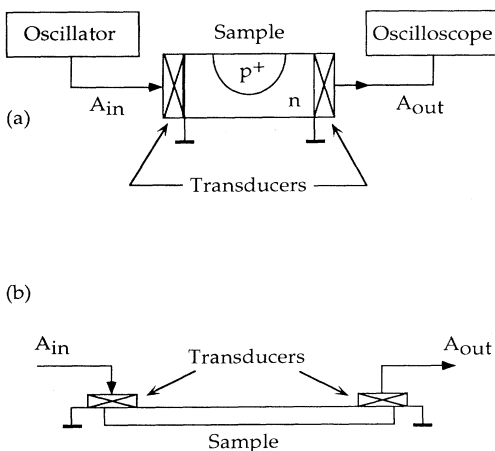 Oscillator
Sample
Oscilloscope
p+
n
Ain
Aout
(a)
Transducers
(b)
Ain
Transducers
Aout
Sample